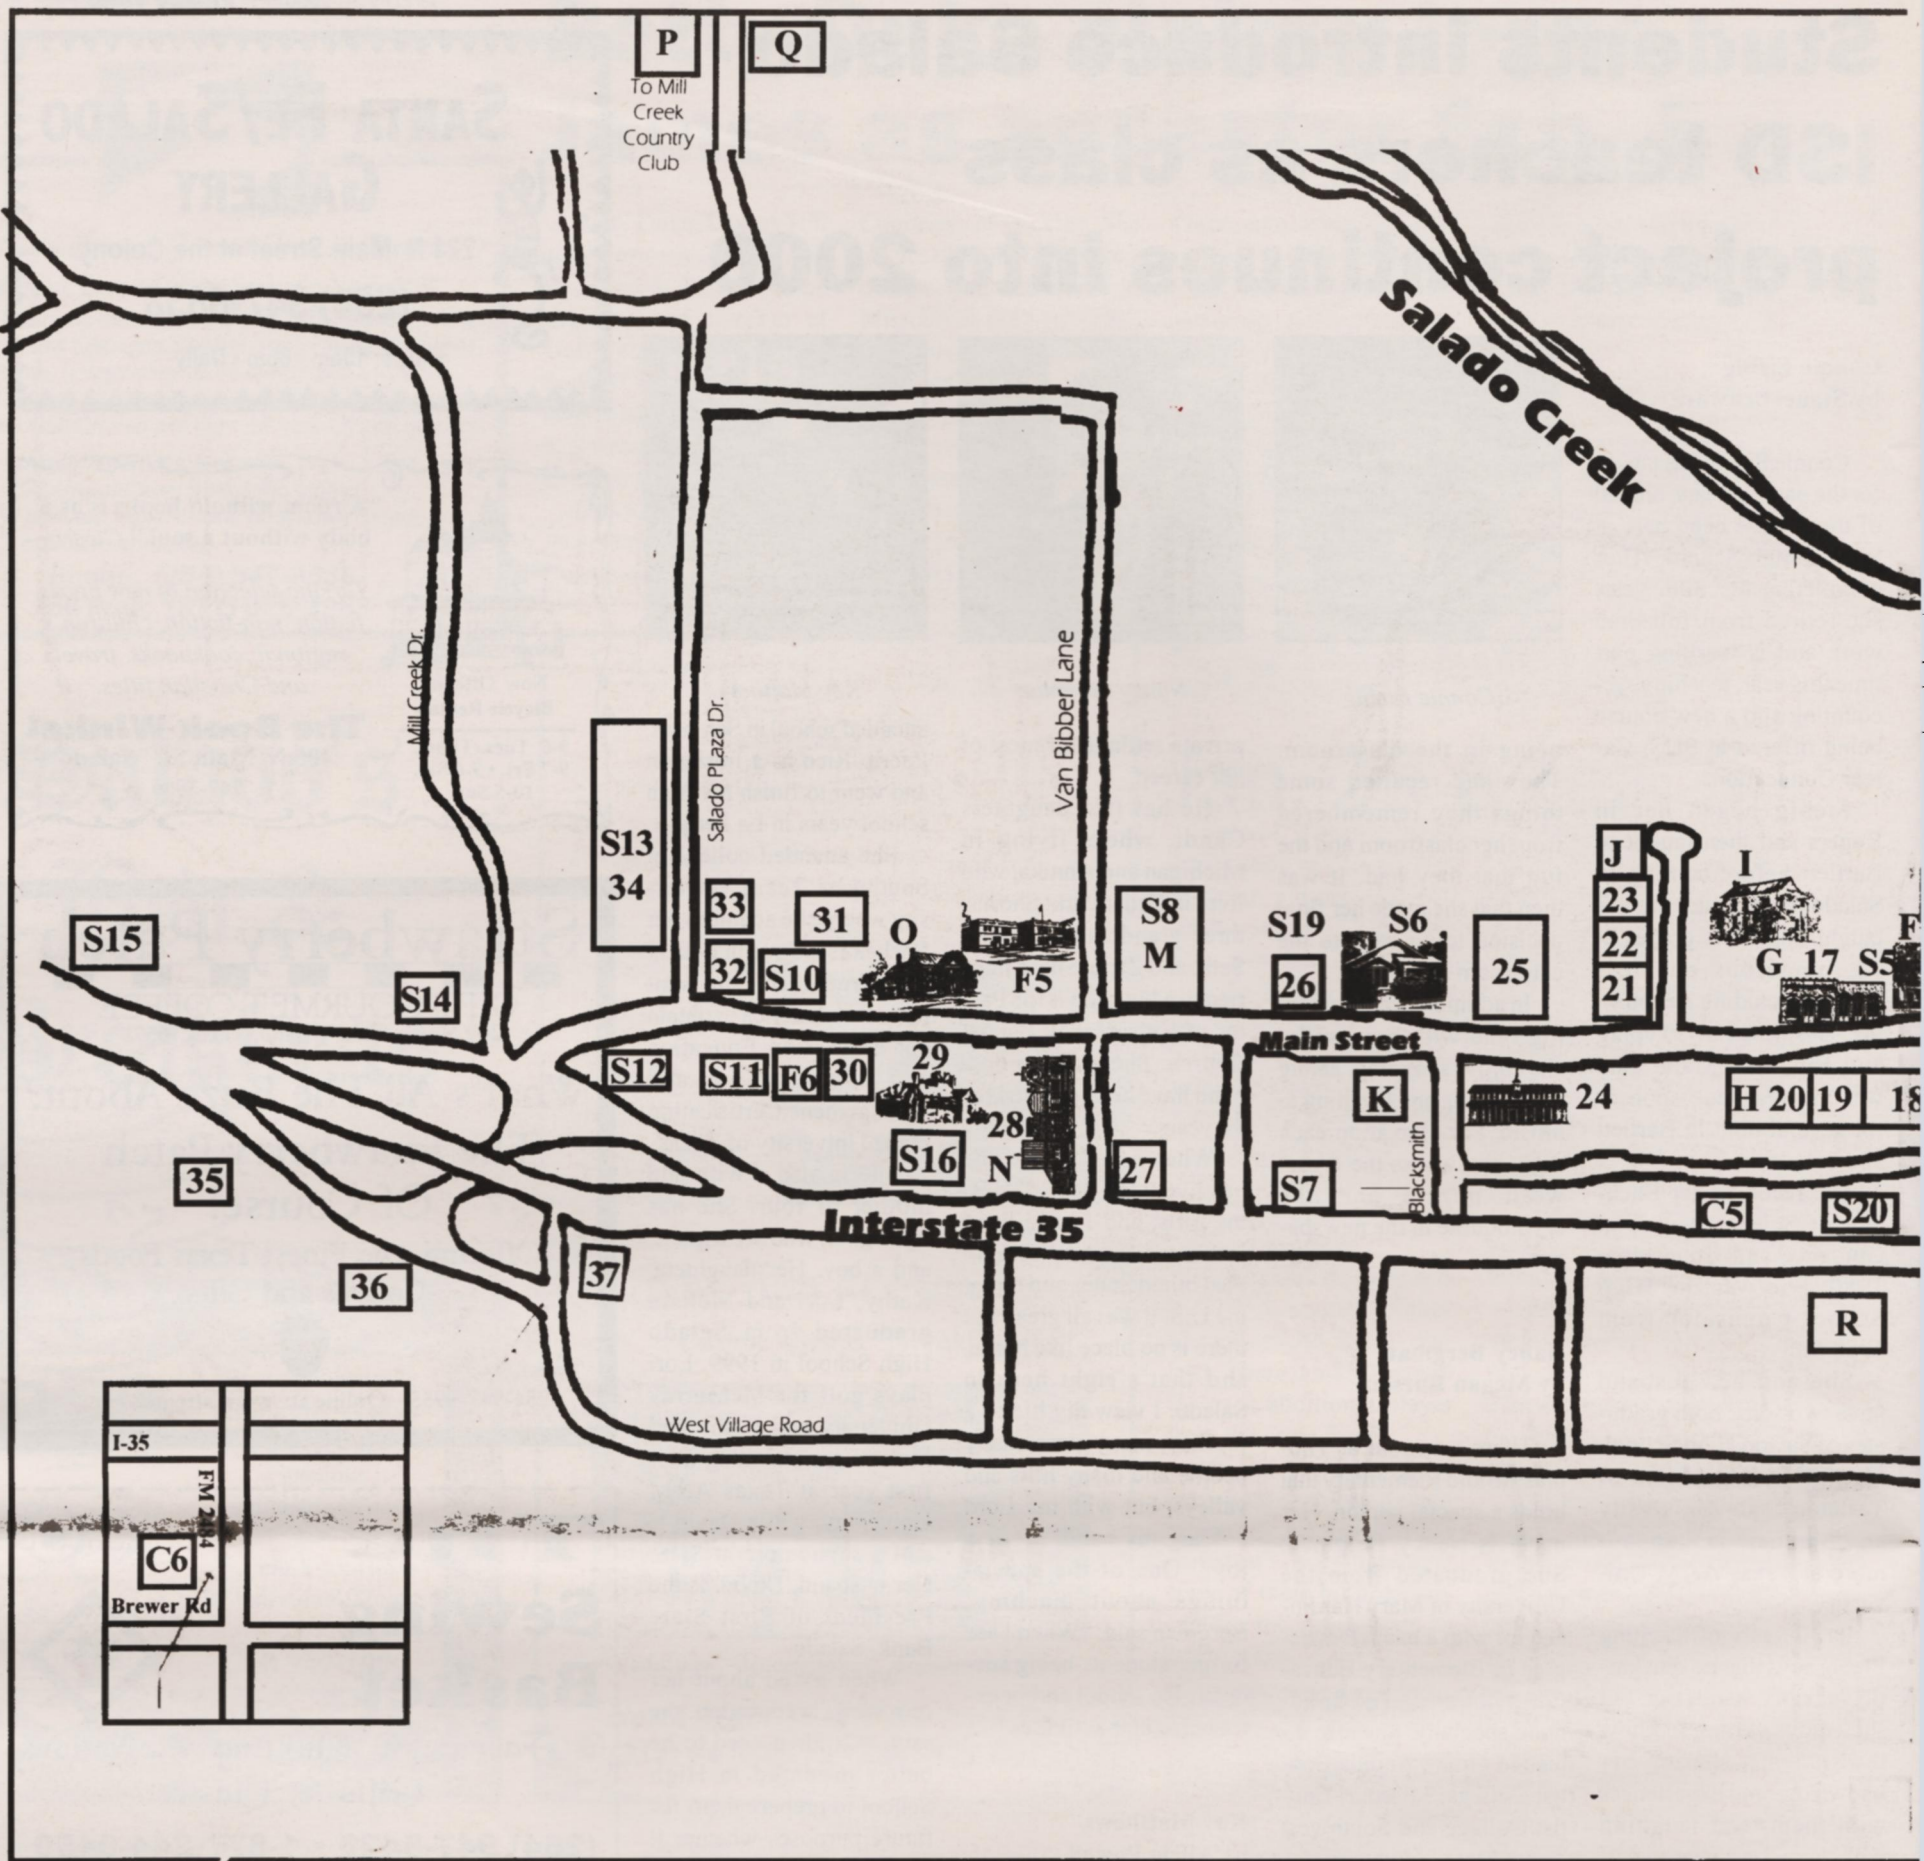 P
Q
To Mill
Creek
Country
Club
Salado Creek
Mill Creek Dr.
Salado Plaza Dr.
Van Bibber Lane
S13
34
S15
S14
33
32
31
S10
O
F5
S8
M
S19
26
S6
25
J
23
22
21
I
G 17 S5
F
Main Street
S12
S11
F6
30
29
28
S16
N
L
27
K
S7
Blacksmith
24
H 20
19
18
C5
S20
Interstate 35
35
36
37
R
West Village Road
I-35
FM 2484
C6
Brewer Rd